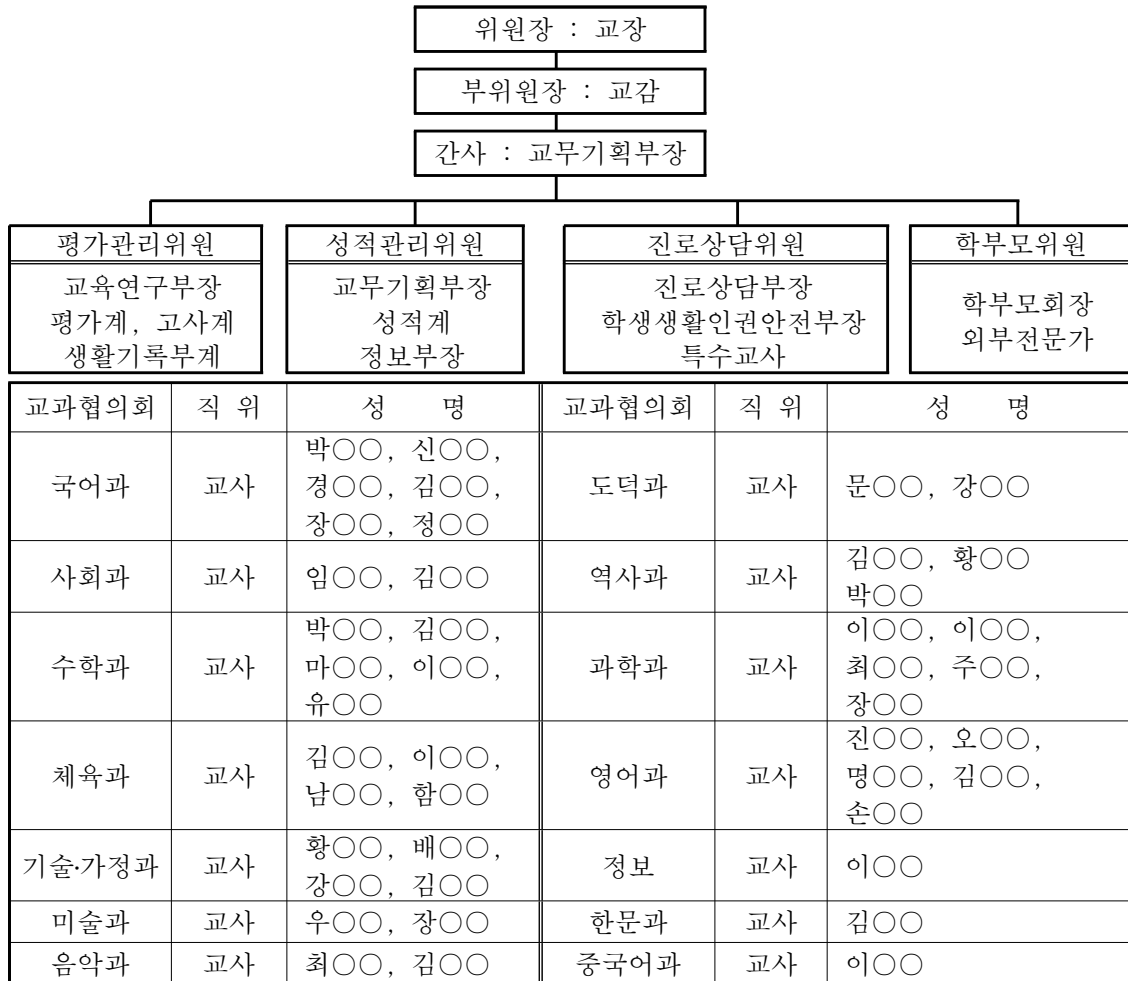 위원장 : 교장
부위원장 : 교감
간사 : 교무기획부장
평가관리위원
교육연구부장
평가계, 고사계
생활기록부계
성적관리위원
교무기획부장
성적계
정보부장
진로상담위원
진로상담부장
학생생활인권안전부장
특수교사
학부모위원
학부모회장
외부전문가
교과협의회 직 위 성 명 교과협의회 직 위 성 명
국어과 교사 박○○, 신○○,
경○○, 김○○,
장○○, 정○○
도덕과 교사 문○○, 강○○
사회과 교사 임○○, 김○○
역사과 교사 김○○, 황○○
박○○
수학과 교사 박○○, 김○○,
마○○, 이○○,
유○○
과학과 교사 이○○, 이○○,
최○○, 주○○,
장○○
체육과 교사 김○○, 이○○,
남○○, 함○○
영어과 교사 진○○, 오○○,
명○○, 김○○,
손○○
기술·가정과 교사 황○○, 배○○,
강○○, 김○○
정보 교사 이○○
미술과 교사 우○○, 장○○
한문과 교사 김○○
음악과 교사 최○○, 김○○
중국어과 교사 이○○